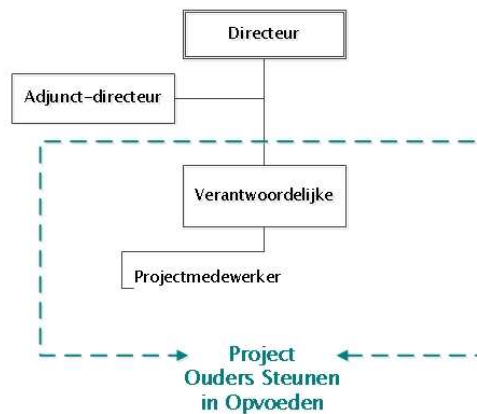 Directeur
Adjunct-directeur
Verantwoordelijke
Projectmedewerker
Project
Ouders Steunen
in Opvoeden